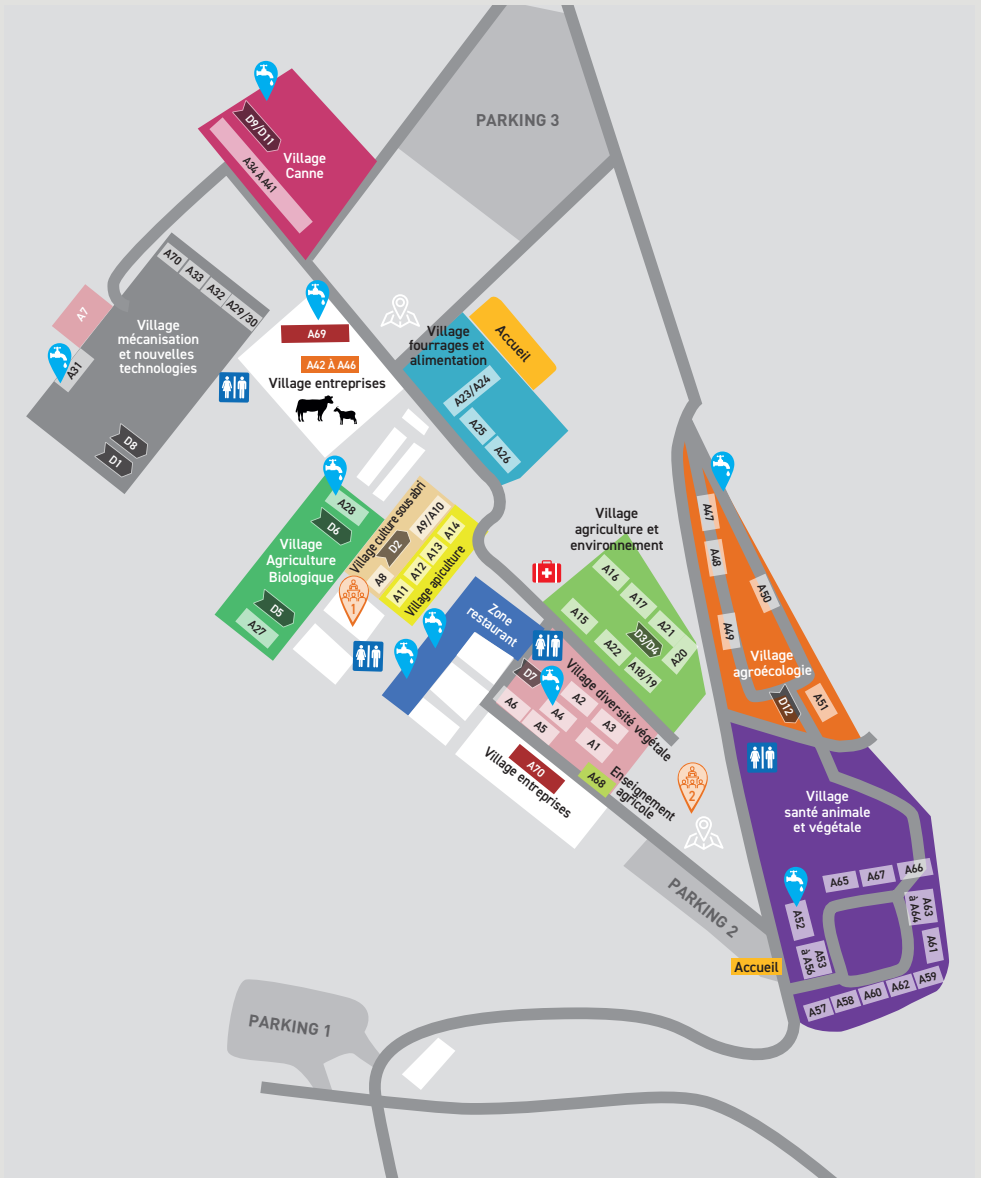 PARKING 3
D9/D11
Village
Canne
A34 À A41
A70
A33
A32
A29/30
A7
Village
mécanisation
et nouvelles
technologies
A31
D8
D1
A69
A42 À A46
Village entreprises
Village
fourrages et
alimentation
Accueil
A23/A24
A25
A26
A28
D6
Village
Agriculture
Biologique
D5
A27
Village culture sous abri
A9/A10
D2
A8
A14
A13
A12
A11
Village apiculture
1
Zone
restaurant
Village
agriculture et
environnement
A16
A17
A15
A21
D3/D4
A20
A22
A18/19
A47
A48
A50
A49
Village
agroécologie
A51
D12
D7
Village diversité végétale
A2
A6
A4
A3
A5
A1
A70
Village entreprises
A68
Enseignement
agricole
2
Village
santé animale
et végétale
A65
A67
A66
A52
A63
à A64
A53
à A56
A61
A57
A58
A60
A62
A59
PARKING 2
Accueil
PARKING 1